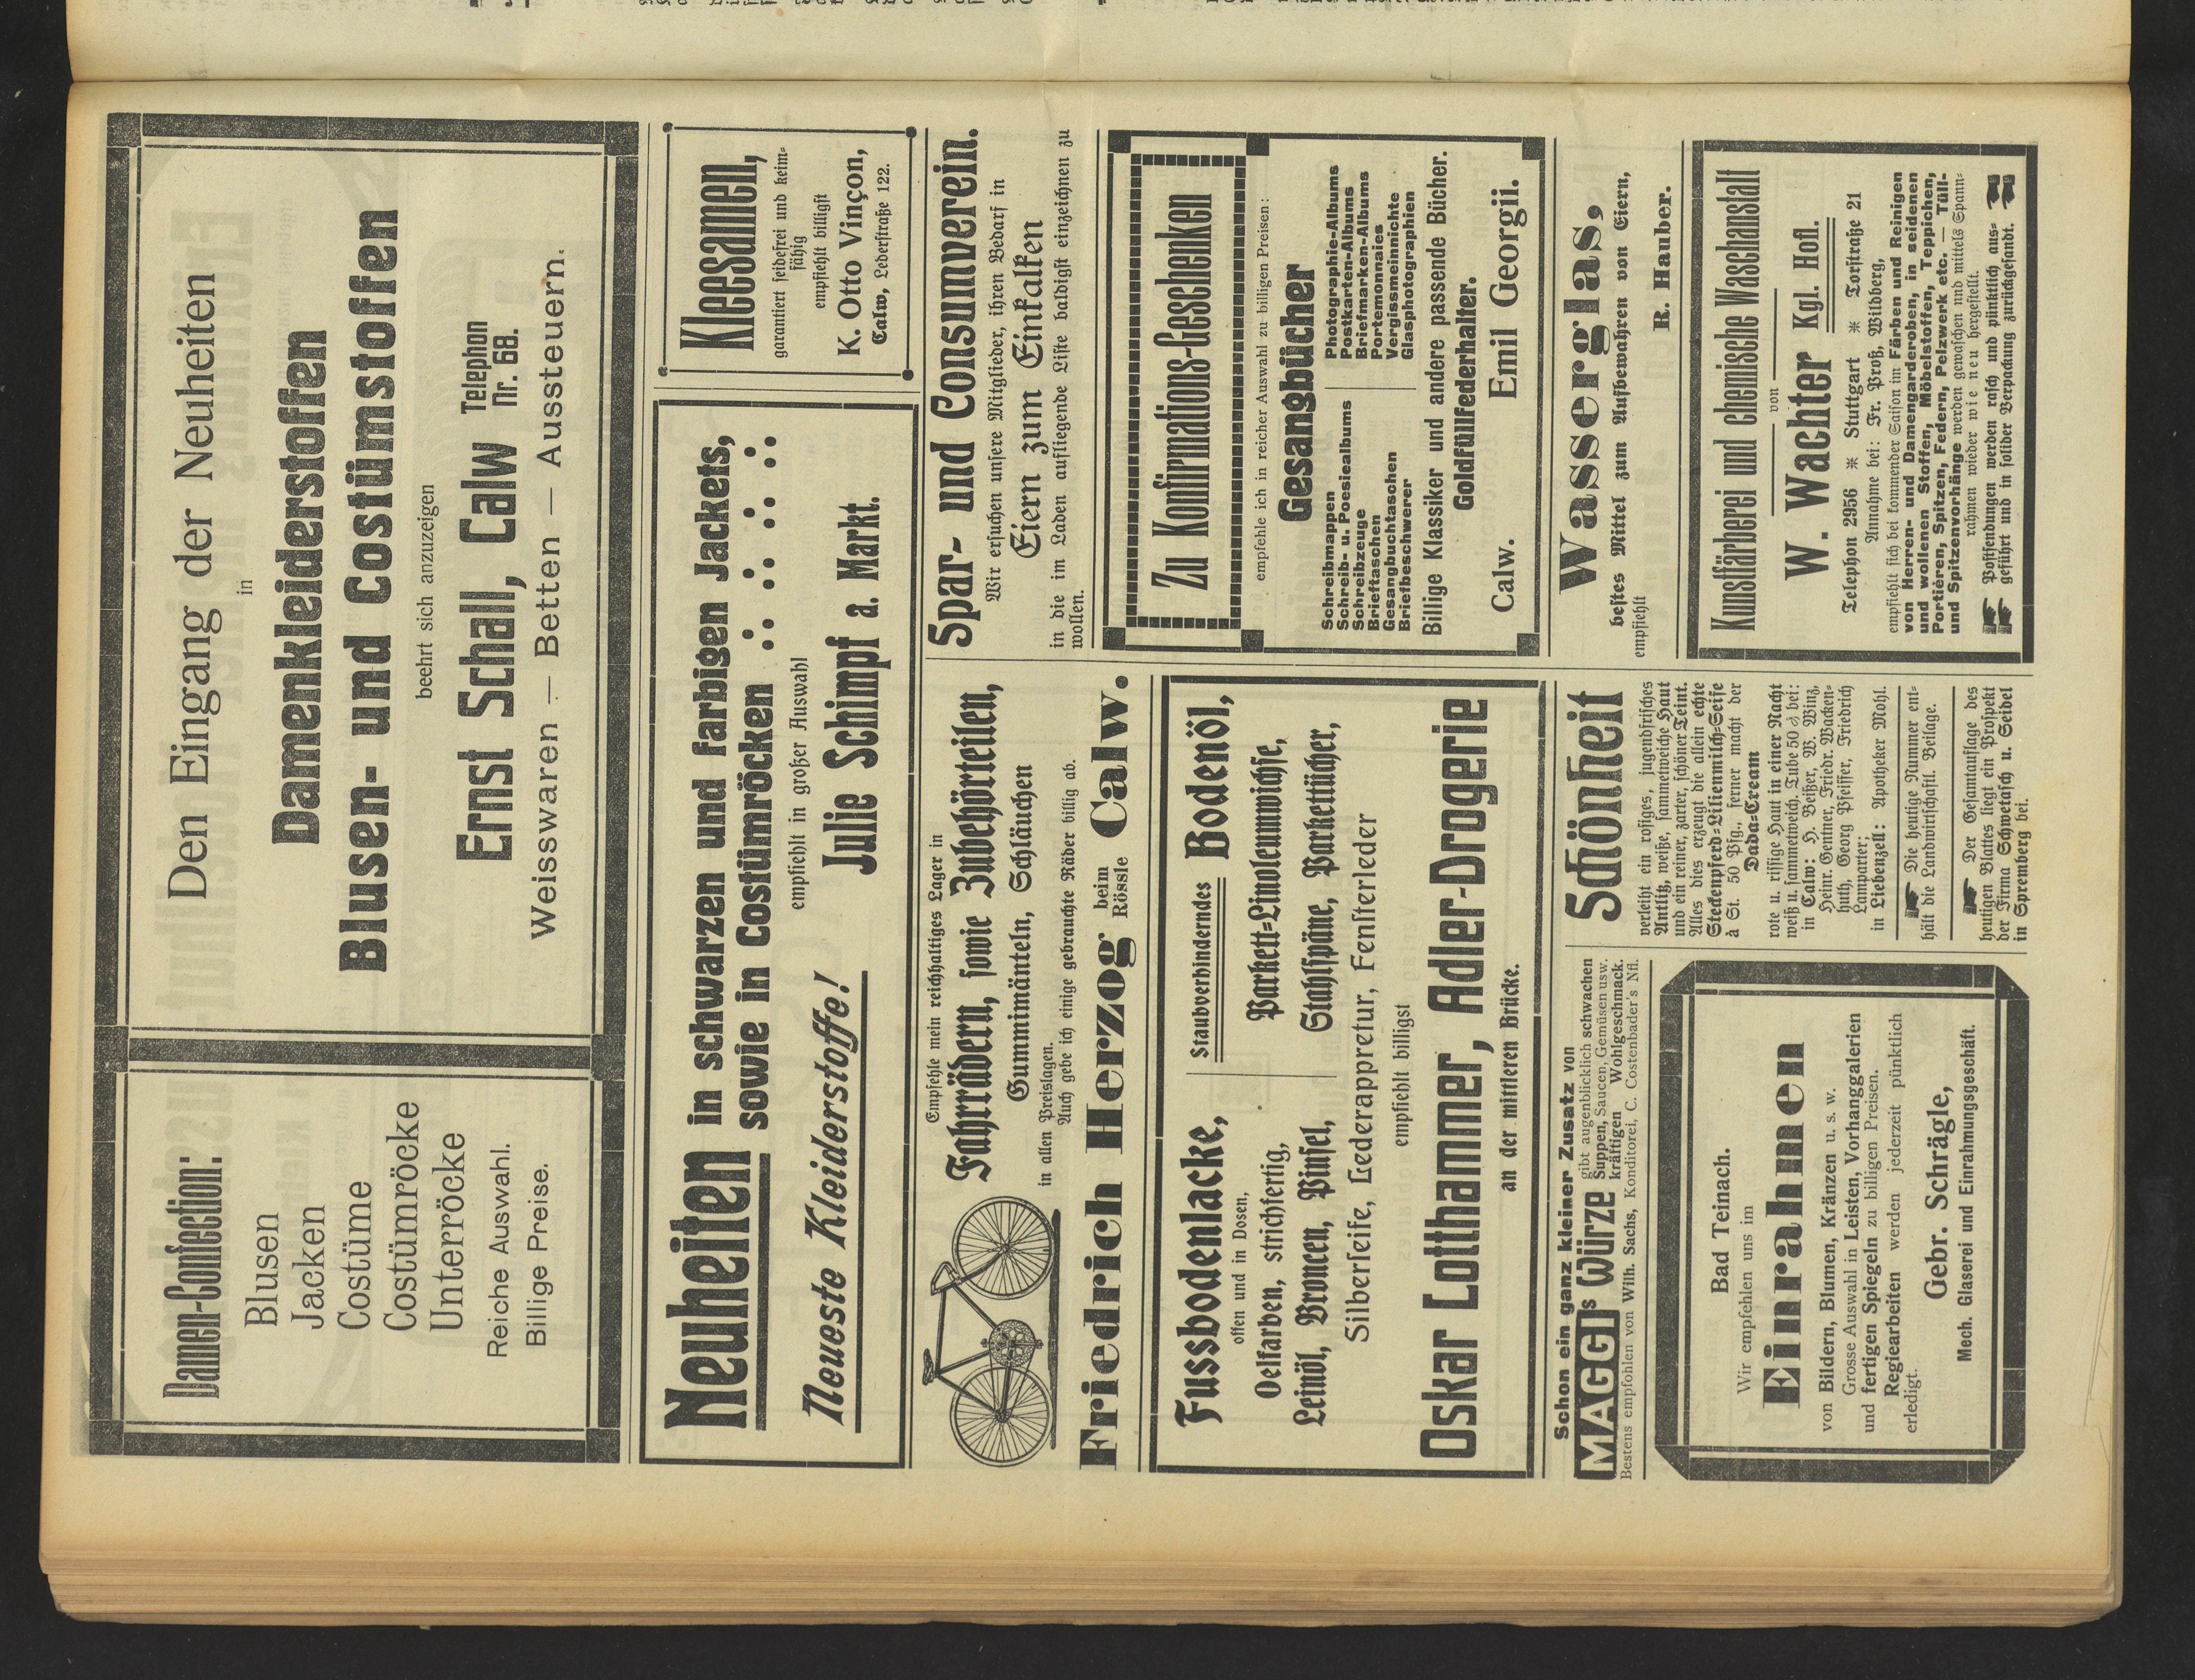 Damen-Confection:
Blusen
Jacken
Costüme
Costümröcke
Unterröcke
Reiche Auswahl.
Billige Preise.
Den Eingang der Neuheiten
in
Damenkleiderstoffen
Blusen- und Costümstoffen
beehrt sich anzuzeigen
Ernst Schall, Calw Telephon Nr. 68.
Weisswaren — Betten — Aussteuern.
Neuheiten in schwarzen und farbigen Jackets,
sowie in Costümröcken
empfiehlt in großer Auswahl
Neueste Kleiderstoffe! Julie Schimpf a. Markt.
Kleesamen,
garantiert seidefrei und keim-
fähig
empfiehlt billigst
K. Otto Vinçon,
Calw, Lederstraße 122.
Empfehle mein reichhaltiges Lager in
Fahrrädern, sowie Zubehörteilen,
Gummimänteln, Schläuchen
in allen Preislagen.
Auch gebe ich einige gebrauchte Räder billig ab.
Friedrich Herzog beim Rössle Calw.
Spar- und Consumverein.
Wir ersuchen unsere Mitglieder, ihren Bedarf in
Eiern zum Einkalken
in die im Laden aufliegende Liste baldigst einzeichnen zu
wollen.
Fussbodenlacke,
offen und in Dosen,
Oelfarben, strichfertig,
Leinöl, Broncen, Pinsel,
Staubverhinderndes Bodenöl,
Parkett-Linoleumwichse,
Stahlspäne, Parkettücher,
Silberseife, Lederappretur, Fensterleder
empfiehlt billigst
Oskar Lotthammer, Adler-Drogerie
an der mittleren Brücke.
Zu Konfirmations-Geschenken
empfehle ich in reicher Auswahl zu billigen Preisen:
Gesangbücher
Schreibmappen
Schreib- u. Poesiealbums
Schreibzeuge
Brieftaschen
Gesangbuchtaschen
Briefbeschwerer
Photographie-Albums
Postkarten-Albums
Briefmarken-Albums
Portemonnaies
Vergissmeinnichte
Glasphotographien
Billige Klassiker und andere passende Bücher.
Goldfüllfederhalter.
Calw. Emil Georgii.
Schon ein ganz kleiner Zusatz von
MAGGIs WÜRZE gibt augenblicklich schwachen
Suppen, Saucen, Gemüsen usw.
kräftigen Wohlgeschmack.
Bestens empfohlen von Wilh. Sachs, Konditorei, C. Costenbader's Nfl.
Bad Teinach.
Wir empfehlen uns im
Einrahmen
von Bildern, Blumen, Kränzen u. s. w.
Grosse Auswahl in Leisten, Vorhanggalerien
und fertigen Spiegeln zu billigen Preisen.
Regiearbeiten werden jederzeit pünktlich
erledigt.
Gebr. Schrägle,
Mech. Glaserei und Einrahmungsgeschäft.
Schönheit
verleiht ein rosiges, jugendfrisches
Antlitz, weiße, sammetweiche Haut
und ein reiner, zarter, schöner Teint.
Alles dies erzeugt die allein echte
Steckenpferd-Lilienmilch-Seife
à St. 50 Pfg., ferner macht der
Dada-Cream
rote u. rissige Haut in einer Nacht
weiß u. sammetweich. Tube 50 ₰ bei:
in Calw: H. Beißer, W. Winz,
Heinr. Gentner, Friedr. Wacken-
huth, Georg Pfeiffer, Friedrich
Lamparter;
in Liebenzell: Apotheker Mohl.
☛ Die heutige Nummer ent-
hält die Landwirtschaftl. Beilage.
☛ Der Gesamtauflage des
heutigen Blattes liegt ein Prospekt
der Firma Schwetasch u. Seidel
in Spremberg bei.
Wasserglas,
bestes Mittel zum Aufbewahren von Eiern,
empfiehlt
R. Hauber.
Kunstfärberei und chemische Waschanstalt
von
W. Wachter Kgl. Hofl.
Telephon 2956 ※ Stuttgart ※ Torstraße 21
Annahme bei: Fr. Proß, Wildberg,
empfiehlt sich bei kommender Saison im Färben und Reinigen
von Herren- und Damengarderoben, in seidenen
und wollenen Stoffen, Möbelstoffen, Teppichen,
Portièren, Spitzen, Federn, Pelzwerk etc. — Tüll-
und Spitzenvorhänge werden gewaschen und mittels Spann-
rahmen wieder wie neu hergestellt.
☛ Postsendungen werden rasch und pünktlich aus-
☛ geführt und in solider Verpackung zurückgesandt.